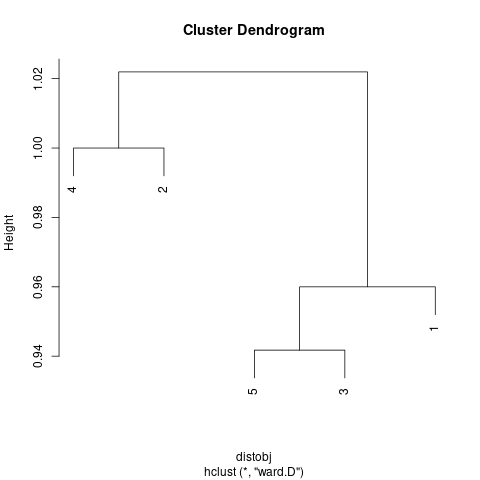 Cluster Dendrogram
Height
1.02
1.00
0.98
0.96
0.94
4
2
1
5
3
distobj
hclust (*, "ward.D")